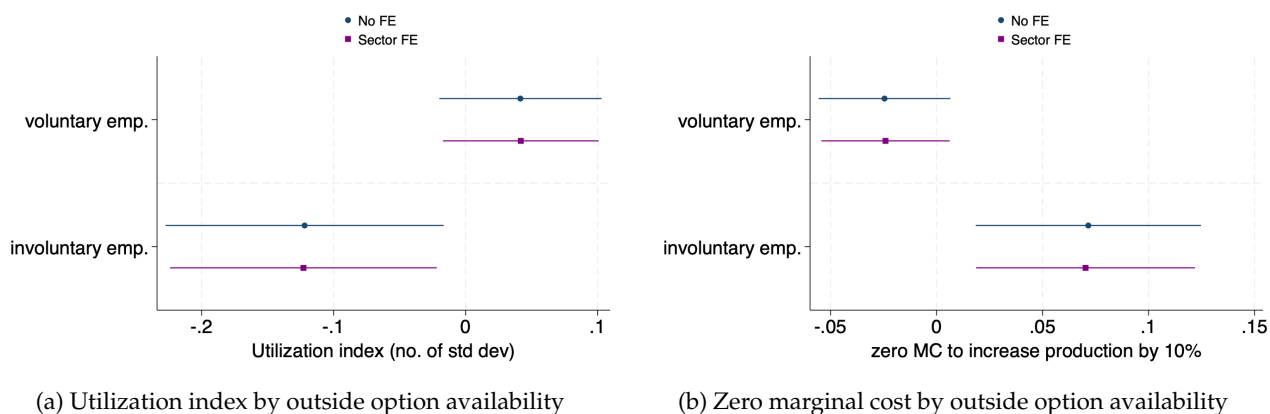 No FE
Sector FE
voluntary emp.
involuntary emp.
-.2 -.1 0 .1
Utilization index (no. of std dev)
(a) Utilization index by outside option availability
No FE
Sector FE
voluntary emp.
involuntary emp.
-.05 0 .05 .1 .15
zero MC to increase production by 10%
(b) Zero marginal cost by outside option availability